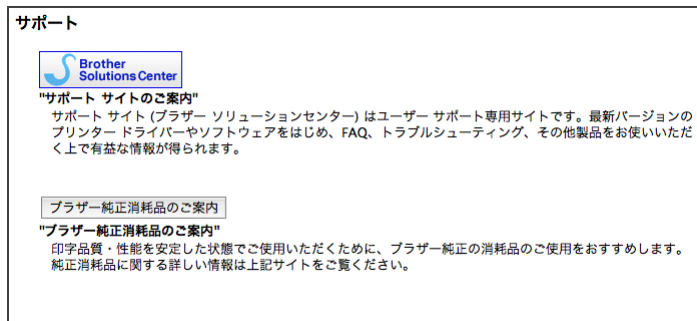 サポート
Brother
Solutions Center
"サポート サイトのご案内"
サポート サイト (ブラザー ソリューションセンター) はユーザー サポート専用サイトです。最新バージョンの
プリンター ドライバーやソフトウェアをはじめ、FAQ、トラブルシューティング、その他製品をお使いいただ
く上で有益な情報が得られます。
ブラザー純正消耗品のご案内
"ブラザー純正消耗品のご案内"
印字品質・性能を安定した状態でご使用いただくために、ブラザー純正の消耗品のご使用をおすすめします。
純正消耗品に関する詳しい情報は上記サイトをご覧ください。